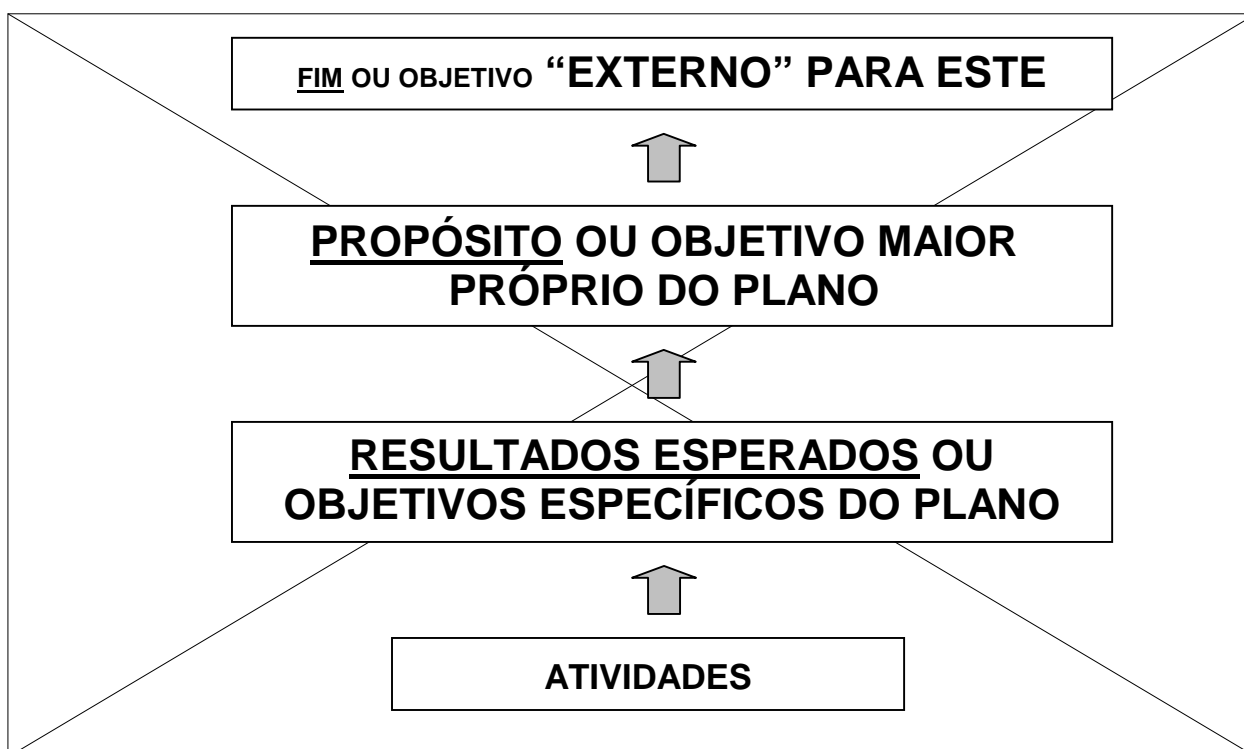 FIM OU OBJETIVO “EXTERNO” PARA ESTE
PROPÓSITO OU OBJETIVO MAIOR
PRÓPRIO DO PLANO
RESULTADOS ESPERADOS OU
OBJETIVOS ESPECÍFICOS DO PLANO
ATIVIDADES